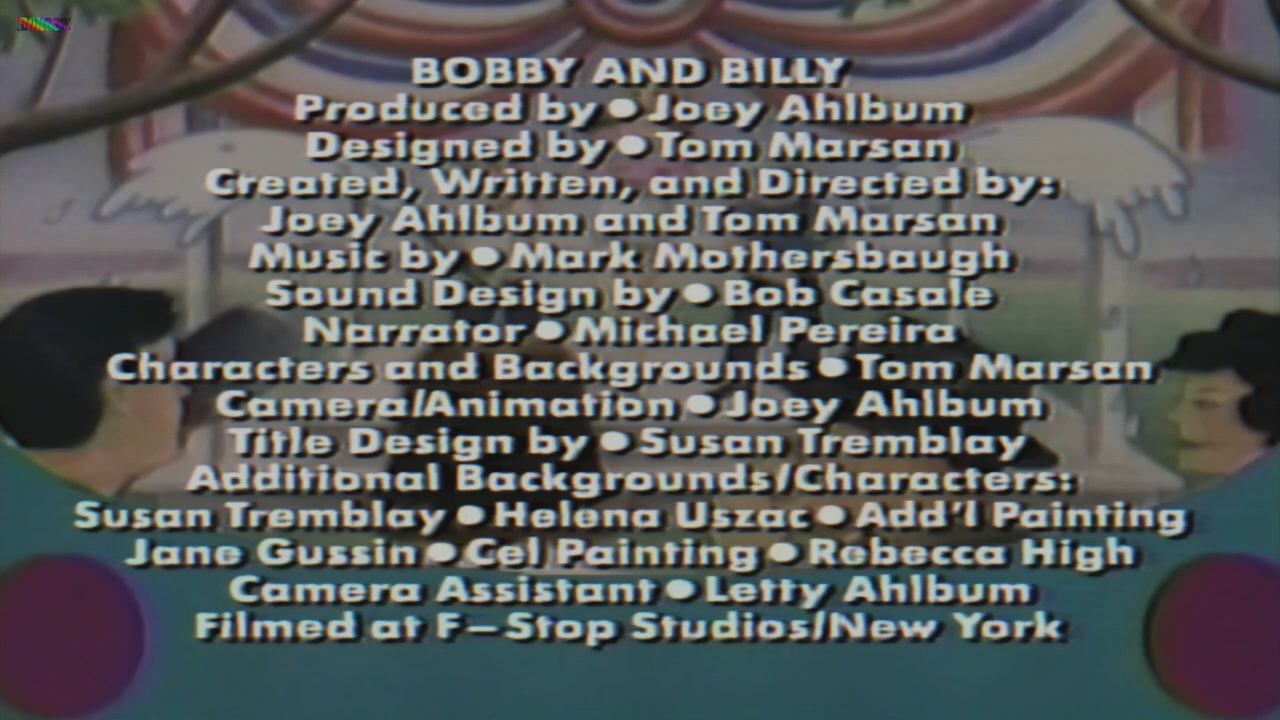 BOBBY AND BILLY
Produced by • Joey Ahlbum
Designed by • Tom Marsan
Created, Written, and Directed by:
Joey Ahlbum and Tom Marsan
Music by • Mark Mothersbaugh
Sound Design by • Bob Casale
Narrator • Michael Pereira
Characters and Backgrounds • Tom Marsan
Camera/Animation • Joey Ahlbum
Title Design by • Susan Tremblay
Additional Backgrounds/Characters:
Susan Tremblay • Helena Uszac • Add'l Painting
Jane Gussin • Cel Painting • Rebecca High
Camera Assistant • Letty Ahlbum
Filmed at F-Stop Studios/New York